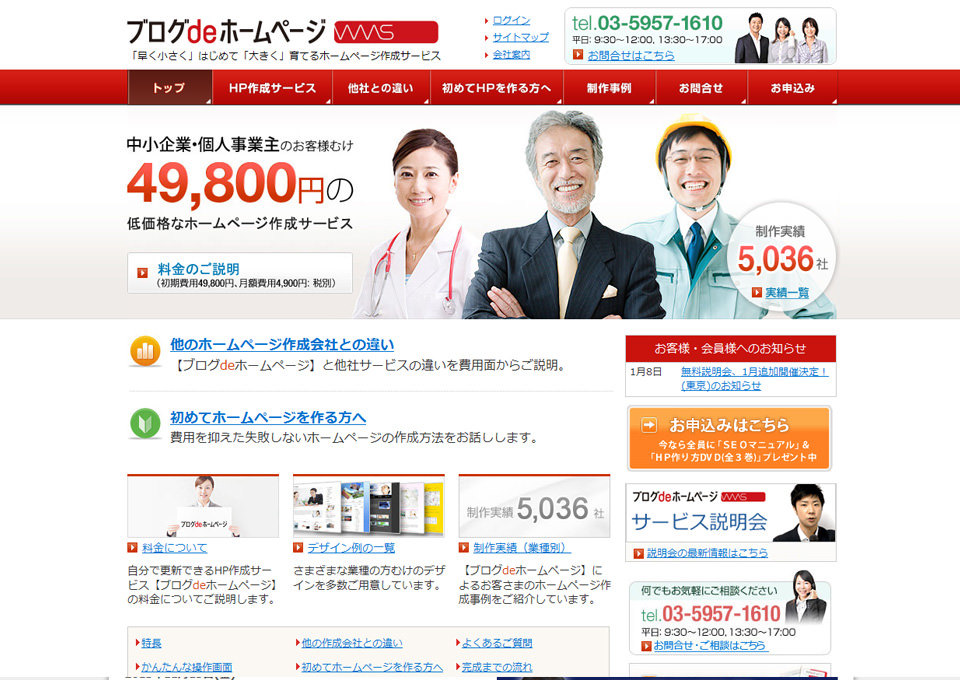 ブログdeホームページ WMS
「早く小さく」はじめて「大きく」育てるホームページ作成サービス
ログイン
サイトマップ
会社案内
tel.03-5957-1610
平日: 9:30～12:00, 13:30～17:00
お問合せはこちら
トップ HP作成サービス 他社との違い 初めてHPを作る方へ 制作事例 お問合せ お申込み
中小企業・個人事業主のお客様むけ
49,800円の
低価格なホームページ作成サービス
料金のご説明
（初期費用49,800円、月額費用4,900円: 税別）
制作実績
5,036社
実績一覧
他のホームページ作成会社との違い
【ブログdeホームページ】と他社サービスの違いを費用面からご説明。
初めてホームページを作る方へ
費用を抑えた失敗しないホームページの作成方法をお話しします。
ブログdeホームページ
料金について
自分で更新できるHP作成サー
ビス【ブログdeホームページ】
の料金についてご説明します。
デザイン例の一覧
さまざまな業種の方むけのデザ
インを多数ご用意しています。
制作実績 5,036 社
制作実績（業種別）
【ブログdeホームページ】に
よるお客さまのホームページ作
成事例をご紹介しています。
特長
他の作成会社との違い
よくあるご質問
かんたんな操作画面
初めてホームページを作る方へ
完成までの流れ
お客様・会員様へのお知らせ
1月8日 無料説明会、1月追加開催決定！
(東京)のお知らせ
お申込みはこちら
今なら全員に「ＳＥＯマニュアル」＆
「ＨＰ作り方DVD(全３巻)」プレゼント中
ブログdeホームページ WMS
サービス説明会
説明会の最新情報はこちら
何でもお気軽にご相談ください
tel.03-5957-1610
平日: 9:30～12:00, 13:30～17:00
お問合せ・ご相談はこちら